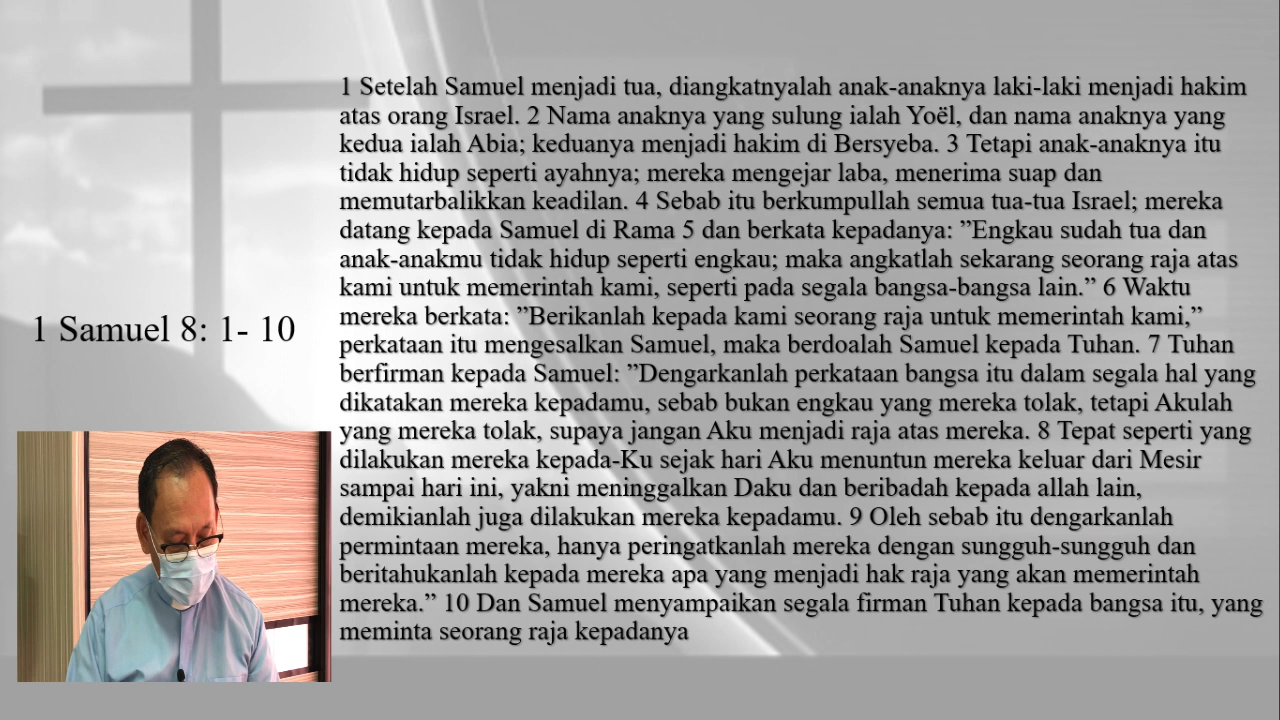 1 Samuel 8: 1- 10
1 Setelah Samuel menjadi tua, diangkatnyalah anak-anaknya laki-laki menjadi hakim
atas orang Israel. 2 Nama anaknya yang sulung ialah Yoël, dan nama anaknya yang
kedua ialah Abia; keduanya menjadi hakim di Bersyeba. 3 Tetapi anak-anaknya itu
tidak hidup seperti ayahnya; mereka mengejar laba, menerima suap dan
memutarbalikkan keadilan. 4 Sebab itu berkumpullah semua tua-tua Israel; mereka
datang kepada Samuel di Rama 5 dan berkata kepadanya: ”Engkau sudah tua dan
anak-anakmu tidak hidup seperti engkau; maka angkatlah sekarang seorang raja atas
kami untuk memerintah kami, seperti pada segala bangsa-bangsa lain.” 6 Waktu
mereka berkata: ”Berikanlah kepada kami seorang raja untuk memerintah kami,”
perkataan itu mengesalkan Samuel, maka berdoalah Samuel kepada Tuhan. 7 Tuhan
berfirman kepada Samuel: ”Dengarkanlah perkataan bangsa itu dalam segala hal yang
dikatakan mereka kepadamu, sebab bukan engkau yang mereka tolak, tetapi Akulah
yang mereka tolak, supaya jangan Aku menjadi raja atas mereka. 8 Tepat seperti yang
dilakukan mereka kepada-Ku sejak hari Aku menuntun mereka keluar dari Mesir
sampai hari ini, yakni meninggalkan Daku dan beribadah kepada allah lain,
demikianlah juga dilakukan mereka kepadamu. 9 Oleh sebab itu dengarkanlah
permintaan mereka, hanya peringatkanlah mereka dengan sungguh-sungguh dan
beritahukanlah kepada mereka apa yang menjadi hak raja yang akan memerintah
mereka.” 10 Dan Samuel menyampaikan segala firman Tuhan kepada bangsa itu, yang
meminta seorang raja kepadanya